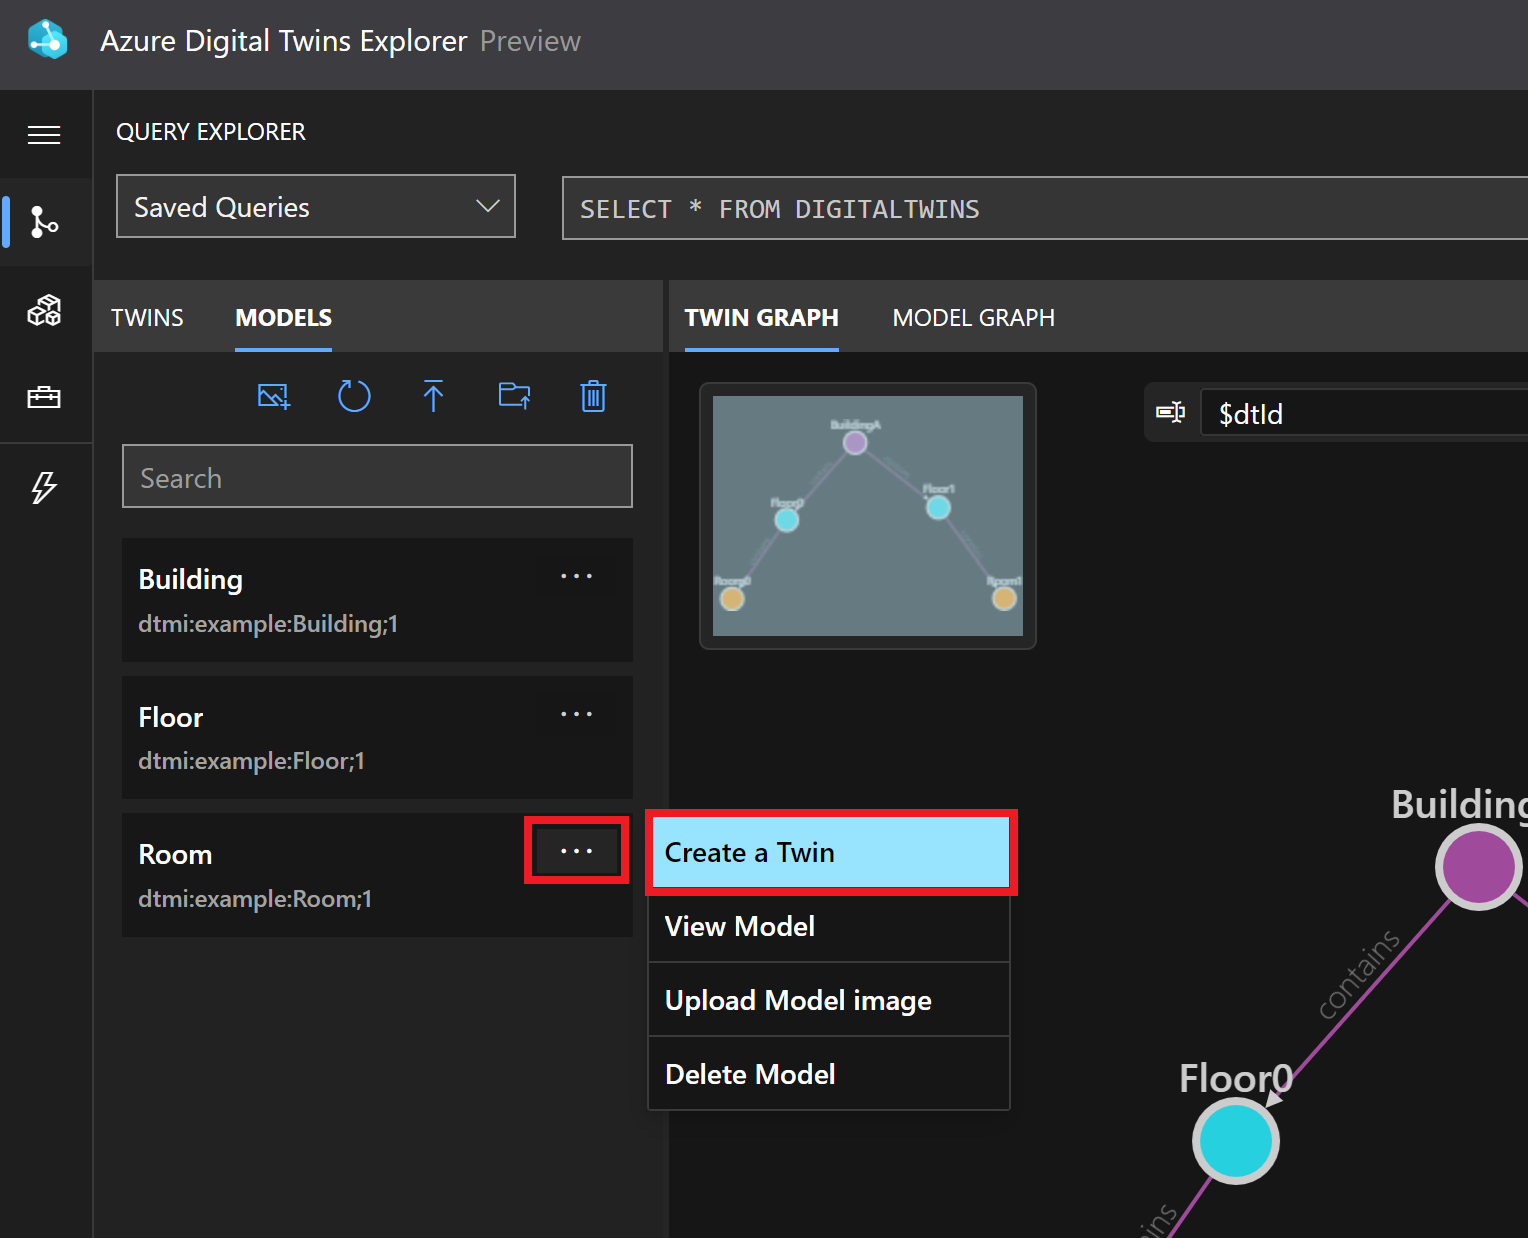 Azure Digital Twins Explorer Preview
QUERY EXPLORER
Saved Queries
SELECT * FROM DIGITALTWINS
TWINS
MODELS
TWIN GRAPH
MODEL GRAPH
Search
$dtId
BuildingA
Floor0
Floor1
Room0
Room1
Building
dtmi:example:Building;1
Floor
dtmi:example:Floor;1
Room
dtmi:example:Room;1
Create a Twin
View Model
Upload Model image
Delete Model
Building
contains
Floor0